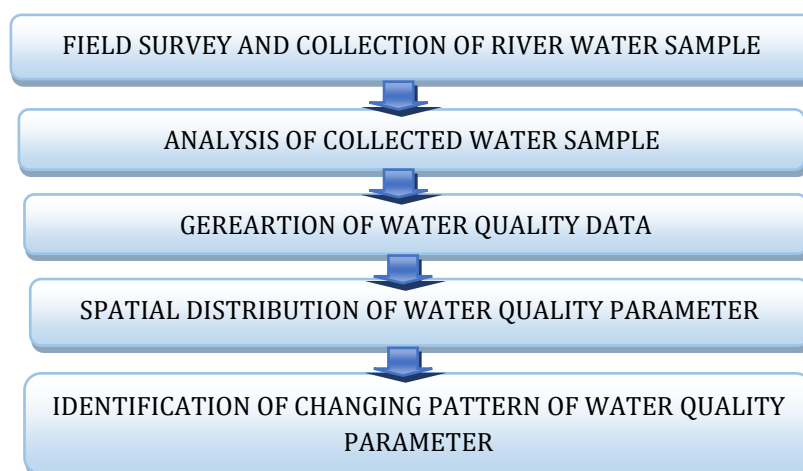 FIELD SURVEY AND COLLECTION OF RIVER WATER SAMPLE
ANALYSIS OF COLLECTED WATER SAMPLE
GEREARTION OF WATER QUALITY DATA
SPATIAL DISTRIBUTION OF WATER QUALITY PARAMETER
IDENTIFICATION OF CHANGING PATTERN OF WATER QUALITY
PARAMETER